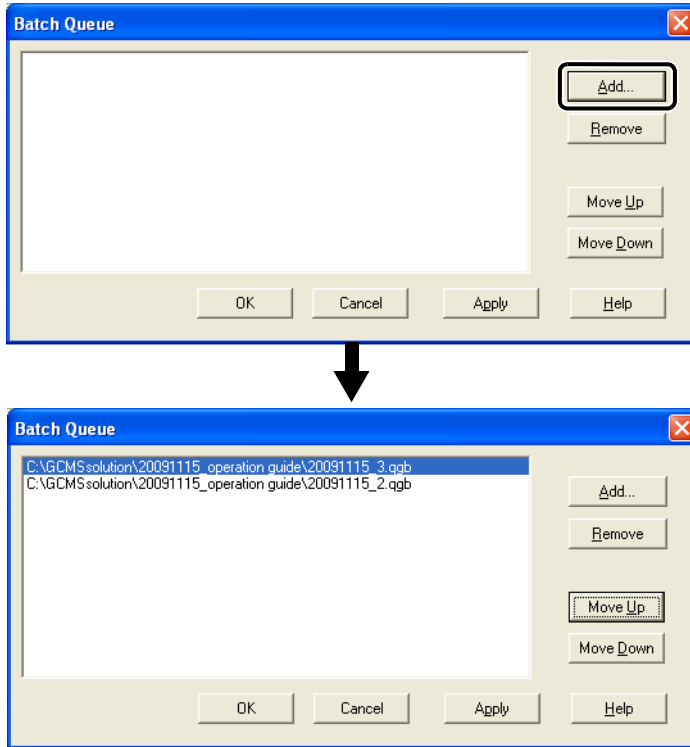 Batch Queue
Add...
Remove
Move Up
Move Down
OK Cancel Apply Help
Batch Queue
C:\GCMSsolution\20091115_operation guide\20091115_3.qgb
C:\GCMSsolution\20091115_operation guide\20091115_2.qgb
Add...
Remove
Move Up
Move Down
OK Cancel Apply Help